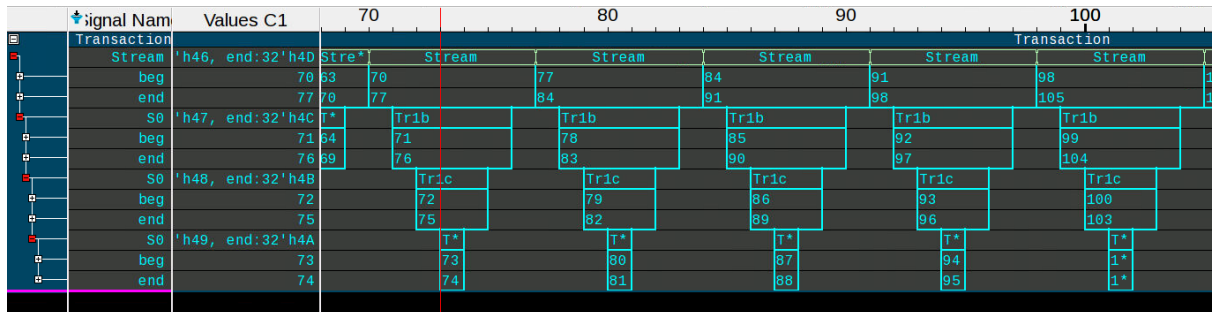 ignal Nam Values C1 70 80 90 100
Transaction Transaction
Stream 'h46, end:32'h4D Stre* Stream Stream Stream Stream Stream
beg 70 63 70 77 84 91 98 1
end 77 70 77 84 91 98 105 1
S0 'h47, end:32'h4C T* Tr1b Tr1b Tr1b Tr1b Tr1b
beg 71 64 71 78 85 92 99
end 76 69 76 83 90 97 104
S0 'h48, end:32'h4B Tr1c Tr1c Tr1c Tr1c Tr1c
beg 72 72 79 86 93 100
end 75 75 82 89 96 103
S0 'h49, end:32'h4A T* T* T* T* T*
beg 73 73 80 87 94 1*
end 74 74 81 88 95 1*